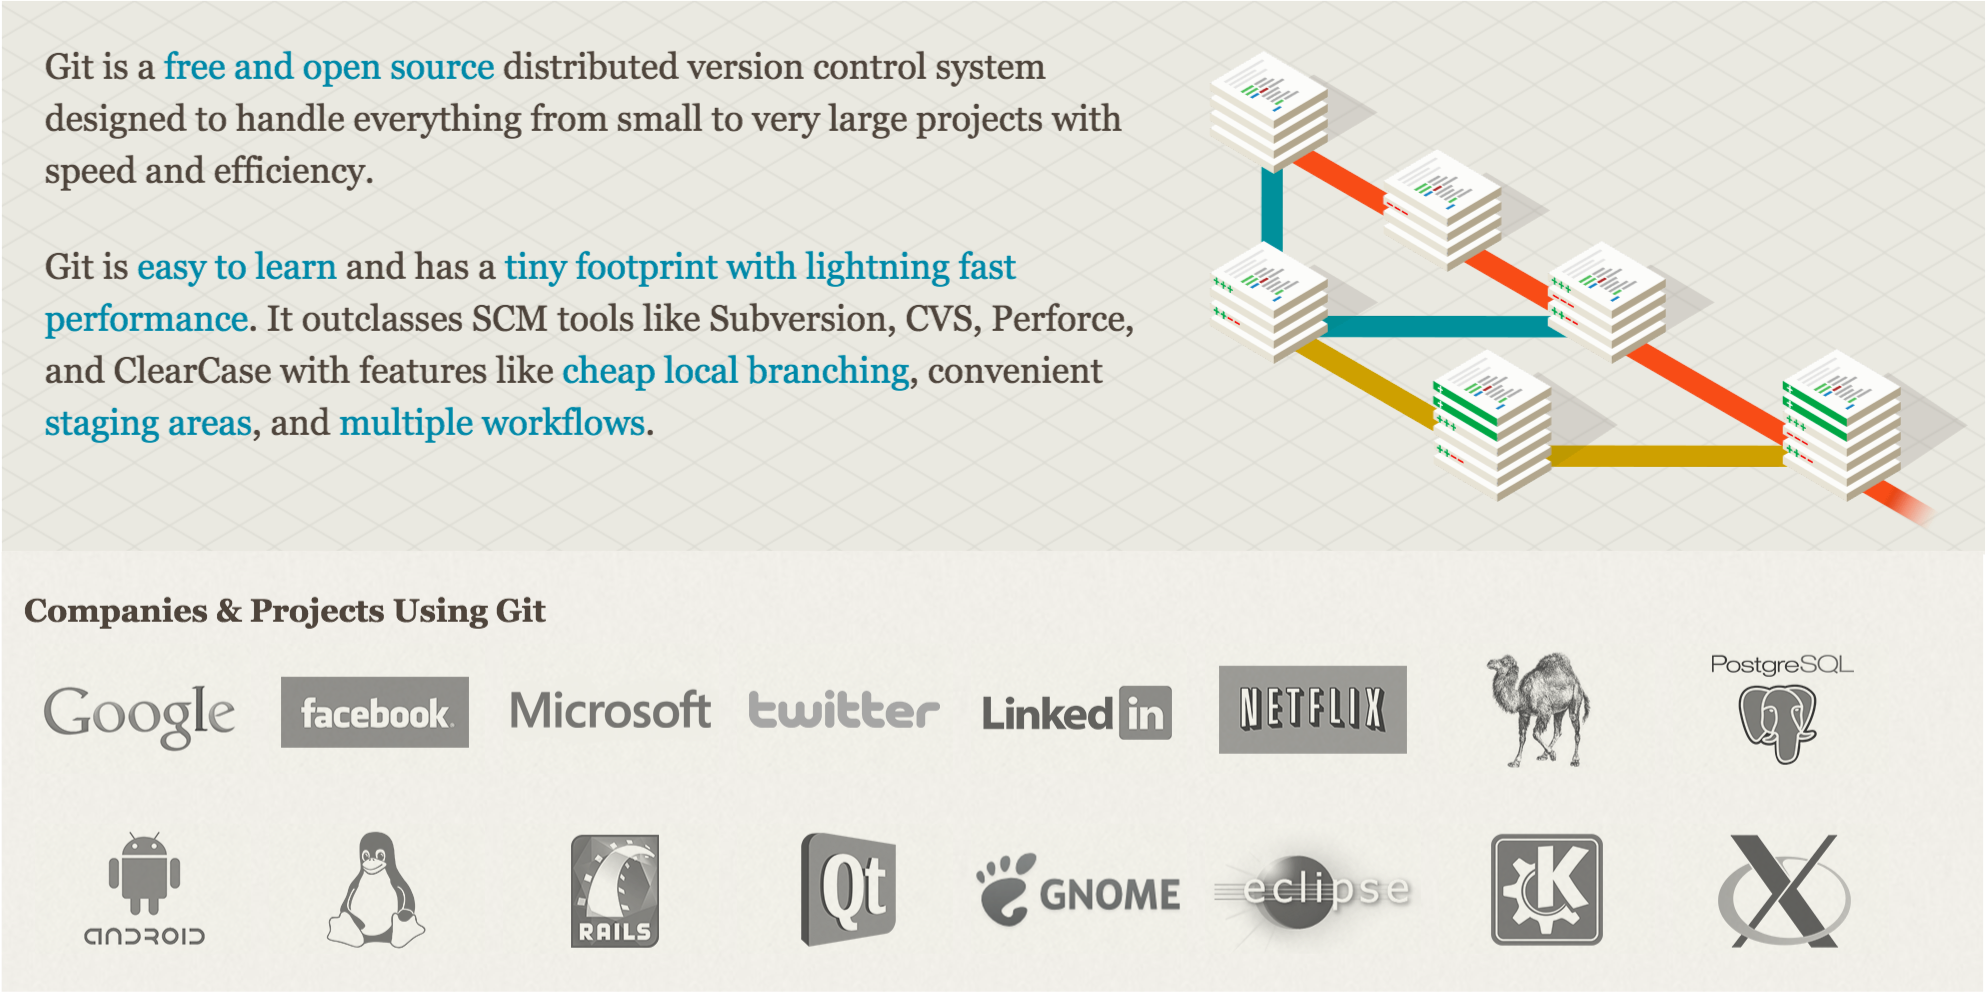 Git is a free and open source distributed version control system
designed to handle everything from small to very large projects with
speed and efficiency.
Git is easy to learn and has a tiny footprint with lightning fast
performance. It outclasses SCM tools like Subversion, CVS, Perforce,
and ClearCase with features like cheap local branching, convenient
staging areas, and multiple workflows.
Companies & Projects Using Git
Google
facebook
Microsoft
twitter
Linked in
NETFLIX
PostgreSQL
ANDROID
RAILS
Qt
GNOME
eclipse
K
X